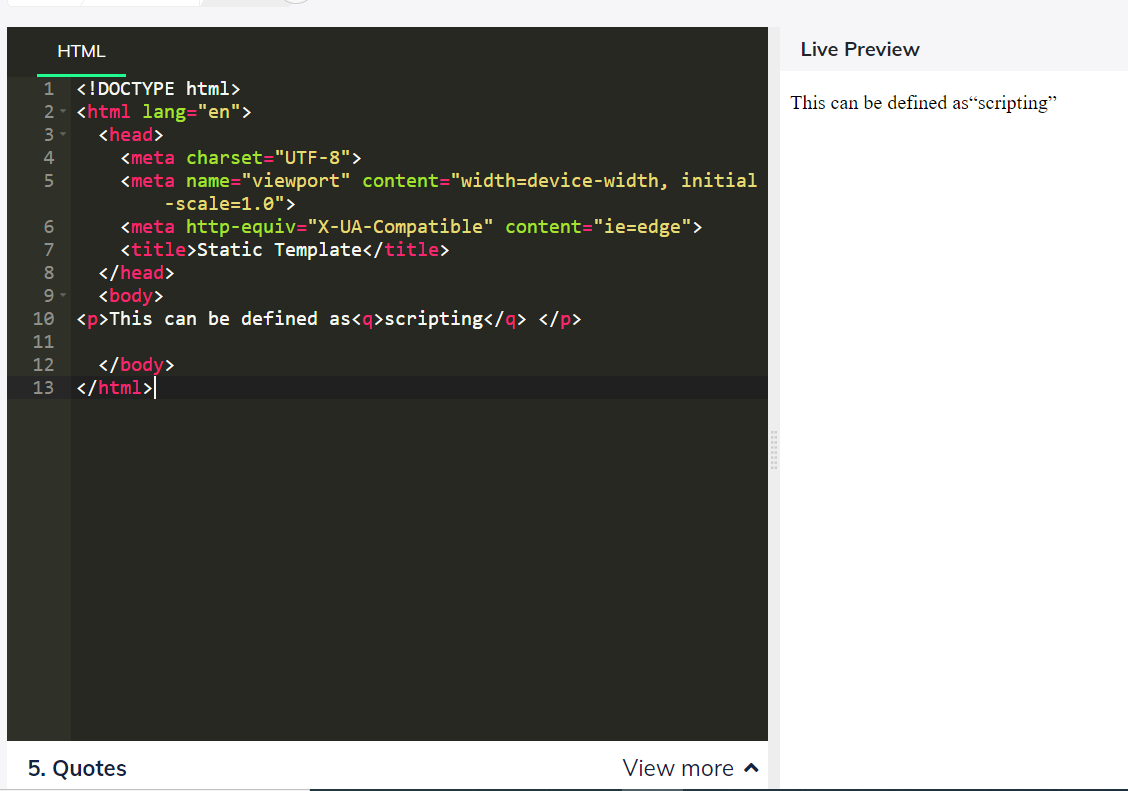 HTML
1 <!DOCTYPE html>
2 <html lang="en">
3 <head>
4 <meta charset="UTF-8">
5 <meta name="viewport" content="width=device-width, initial
-scale=1.0">
6 <meta http-equiv="X-UA-Compatible" content="ie=edge">
7 <title>Static Template</title>
8 </head>
9 <body>
10 <p>This can be defined as<q>scripting</q> </p>
11
12 </body>
13 </html>
5. Quotes
View more
Live Preview
This can be defined as“scripting”